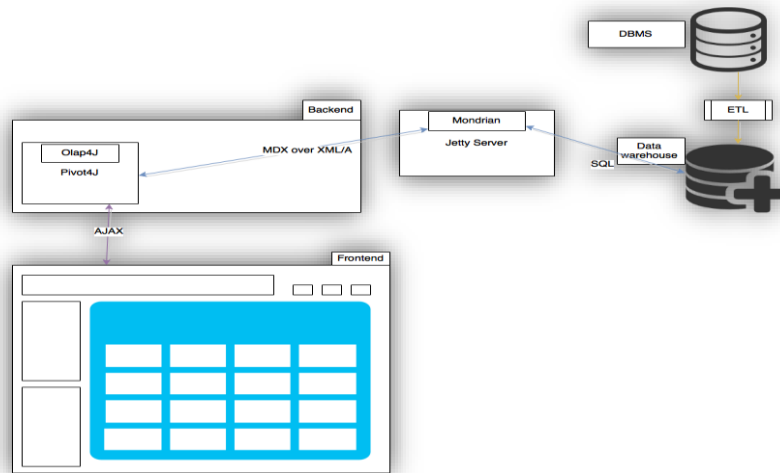 DBMS
Backend
ETL
Mondrian
Jetty Server
Olap4J
Pivot4J
MDX over XML/A
Data
warehouse
SQL
AJAX
Frontend